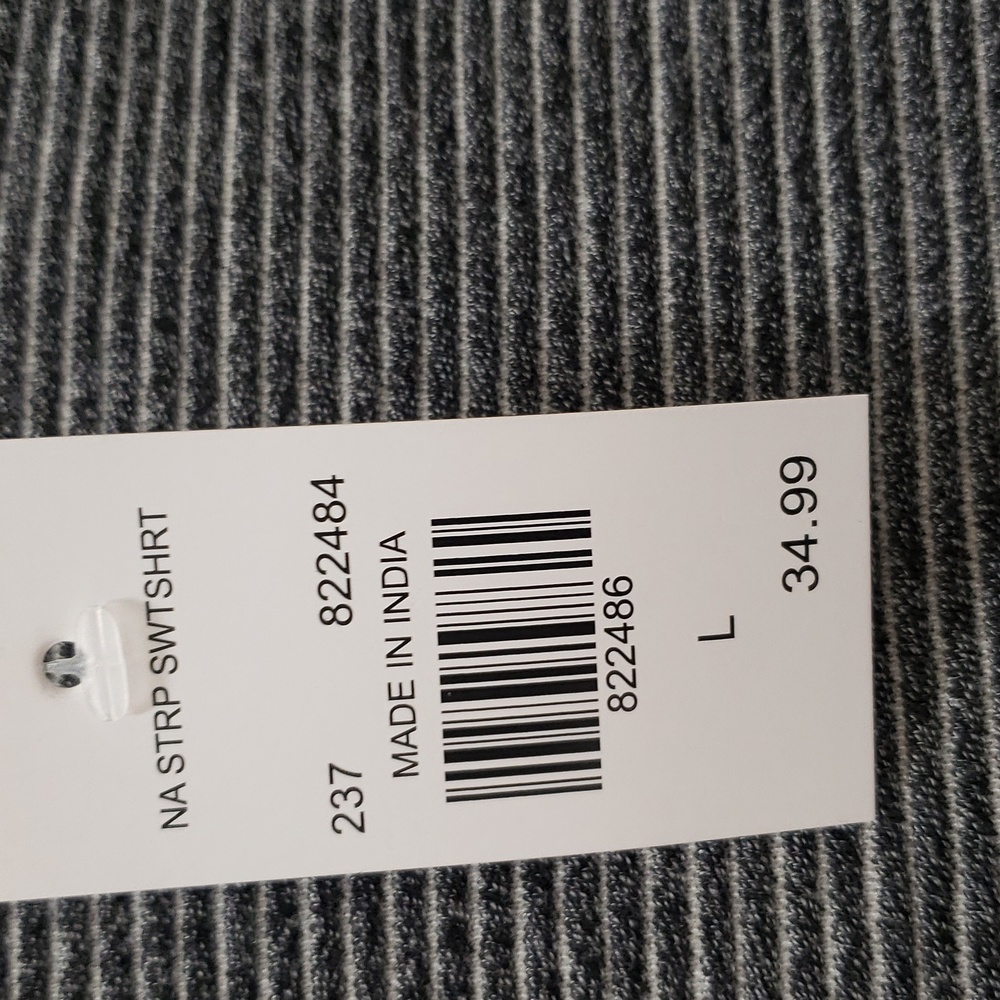 NA STRP SWTSHRT
237 822484
MADE IN INDIA
822486
L
34.99